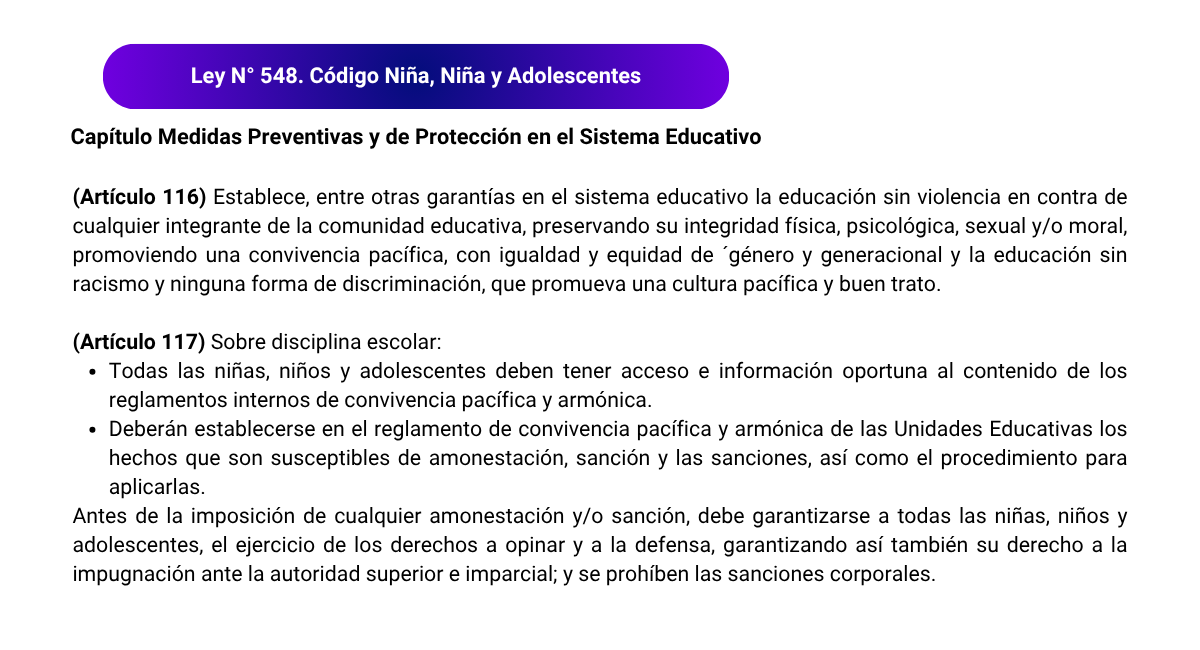 Ley N° 548. Código Niña, Niña y Adolescentes
Capítulo Medidas Preventivas y de Protección en el Sistema Educativo
(Artículo 116) Establece, entre otras garantías en el sistema educativo la educación sin violencia en contra de
cualquier integrante de la comunidad educativa, preservando su integridad física, psicológica, sexual y/o moral,
promoviendo una convivencia pacífica, con igualdad y equidad de ´género y generacional y la educación sin
racismo y ninguna forma de discriminación, que promueva una cultura pacífica y buen trato.
(Artículo 117) Sobre disciplina escolar:
• Todas las niñas, niños y adolescentes deben tener acceso e información oportuna al contenido de los
reglamentos internos de convivencia pacífica y armónica.
• Deberán establecerse en el reglamento de convivencia pacífica y armónica de las Unidades Educativas los
hechos que son susceptibles de amonestación, sanción y las sanciones, así como el procedimiento para
aplicarlas.
Antes de la imposición de cualquier amonestación y/o sanción, debe garantizarse a todas las niñas, niños y
adolescentes, el ejercicio de los derechos a opinar y a la defensa, garantizando así también su derecho a la
impugnación ante la autoridad superior e imparcial; y se prohíben las sanciones corporales.